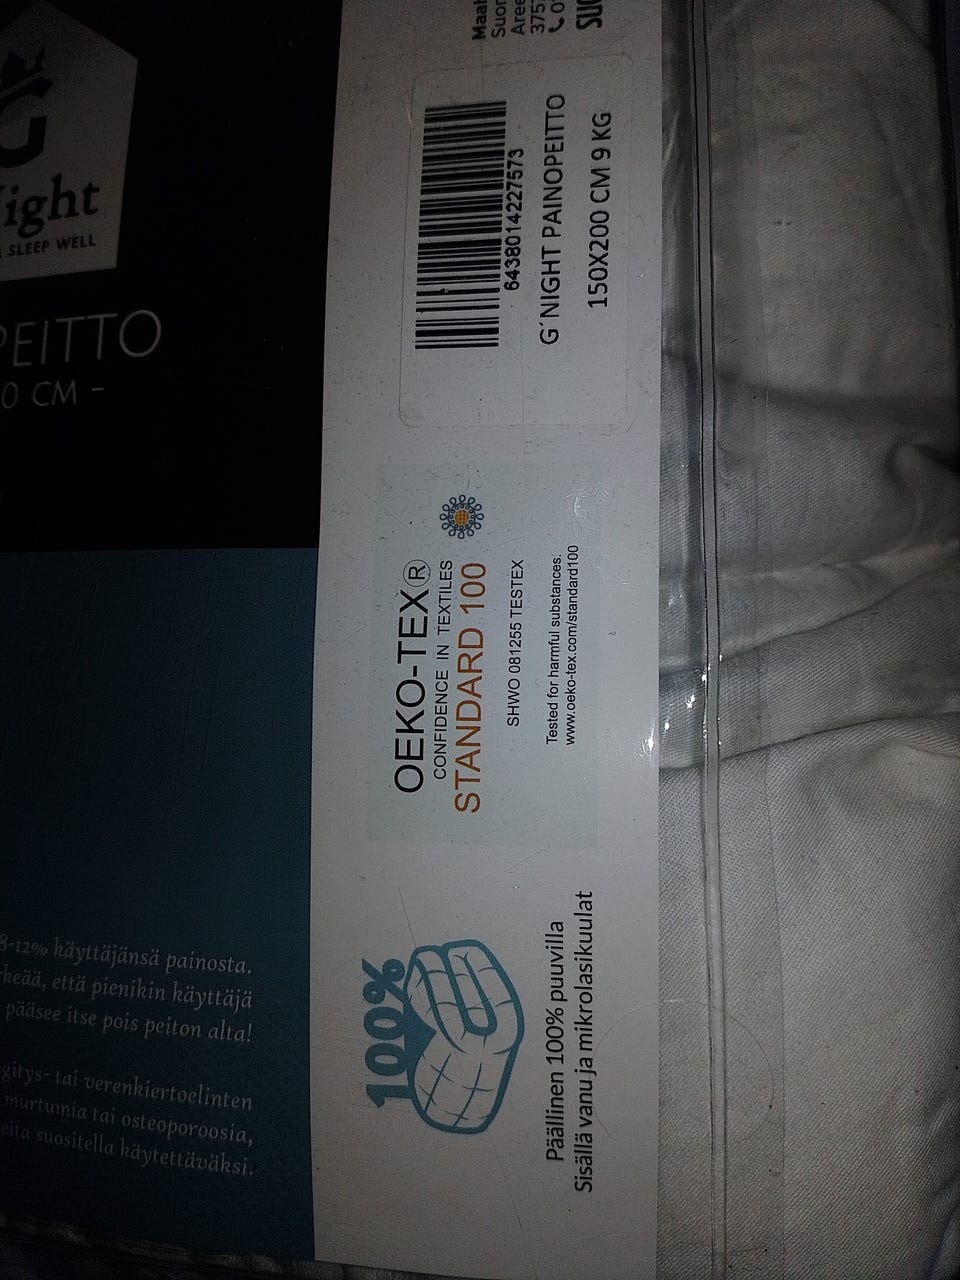 ight
SLEEP WELL
PEITTO
0 CM –
8-12% käyttäjänsä painosta.
että pienikin käyttäjä
pääsee itse pois peiton alta!
tai verenkiertoelinten
murtumia tai osteoporoosia,
suositella käytettäväksi.
6438014227573
G´NIGHT PAINOPEITTO
150X200 CM 9 KG
OEKO-TEX®
CONFIDENCE IN TEXTILES
STANDARD 100
SHWO 081255 TESTEX
Tested for harmful substances.
www.oeko-tex.com/standard100
100%
Päällinen 100% puuvilla
Sisällä vanu ja mikrolasikuulat